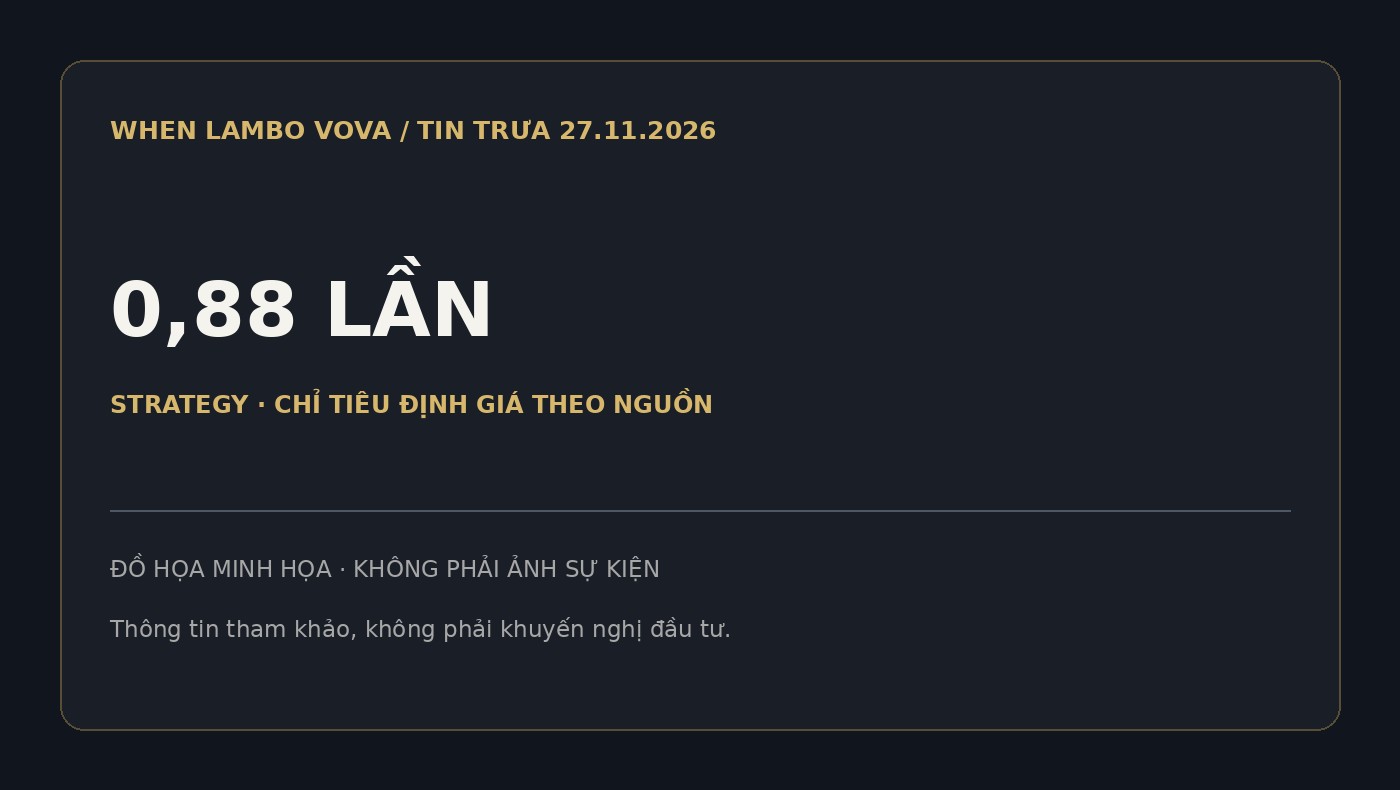 WHEN LAMBO VOVA / TIN TRƯA 27.11.2026
0,88 LẦN
STRATEGY · CHỈ TIÊU ĐỊNH GIÁ THEO NGUỒN
ĐỒ HỌA MINH HỌA · KHÔNG PHẢI ẢNH SỰ KIỆN
Thông tin tham khảo, không phải khuyến nghị đầu tư.